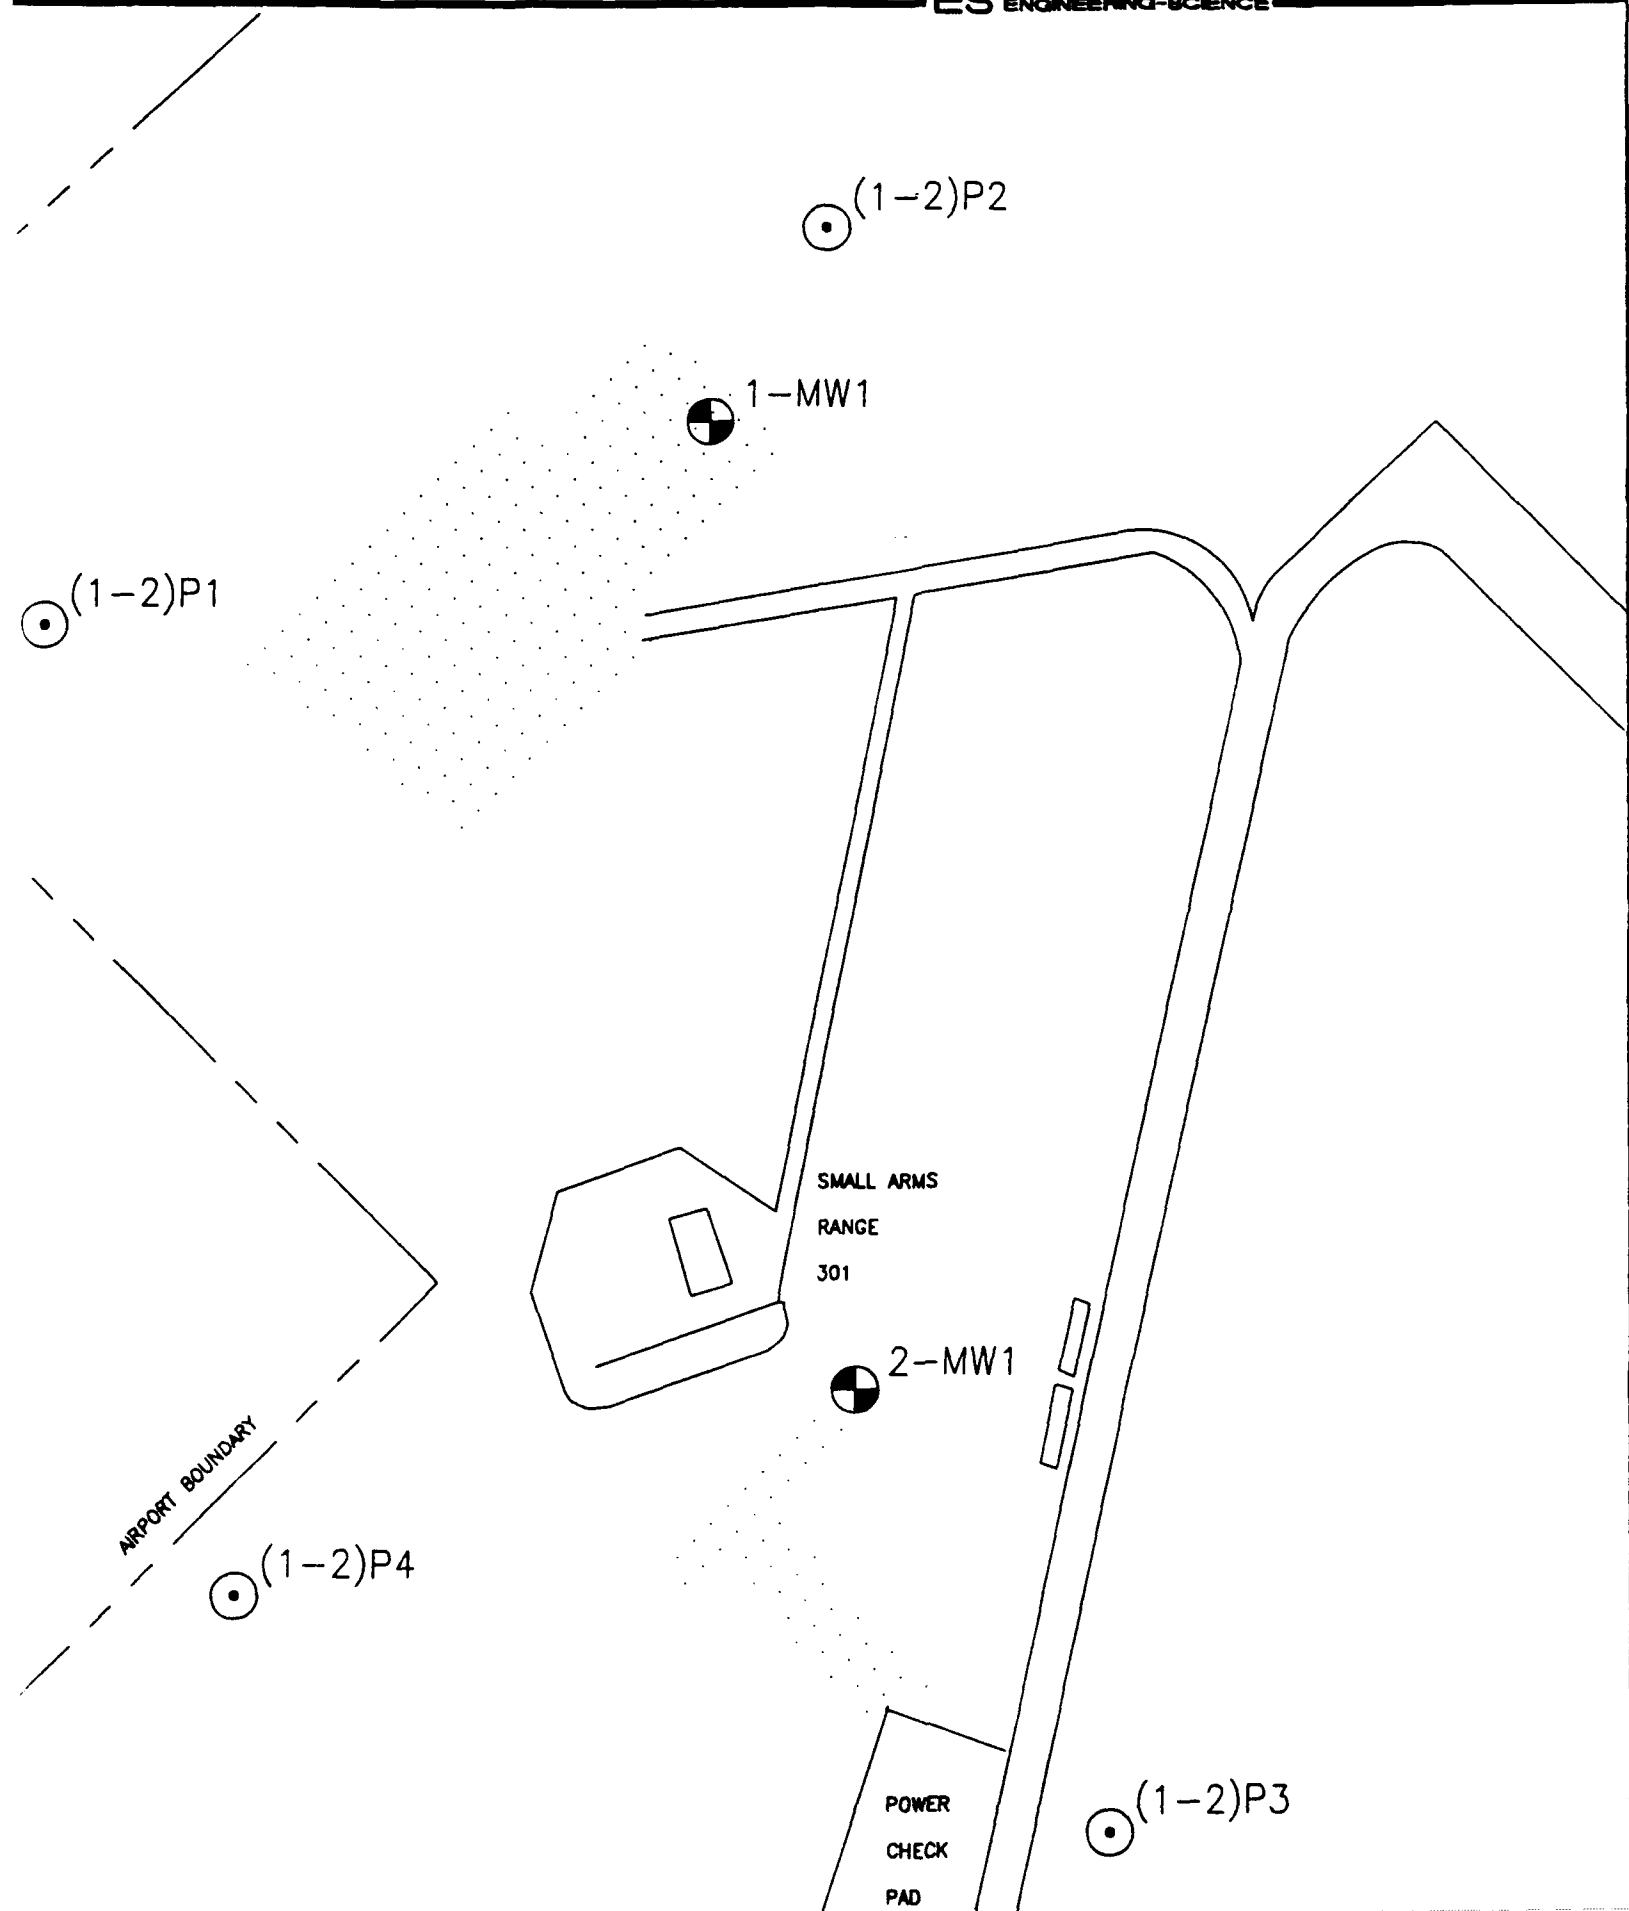 ES ENGINEERING-SCIENCE
(1-2)P2
1-MW1
(1-2)P1
SMALL ARMS
RANGE
301
2-MW1
AIRPORT BOUNDARY
(1-2)P4
(1-2)P3
POWER
CHECK
PAD